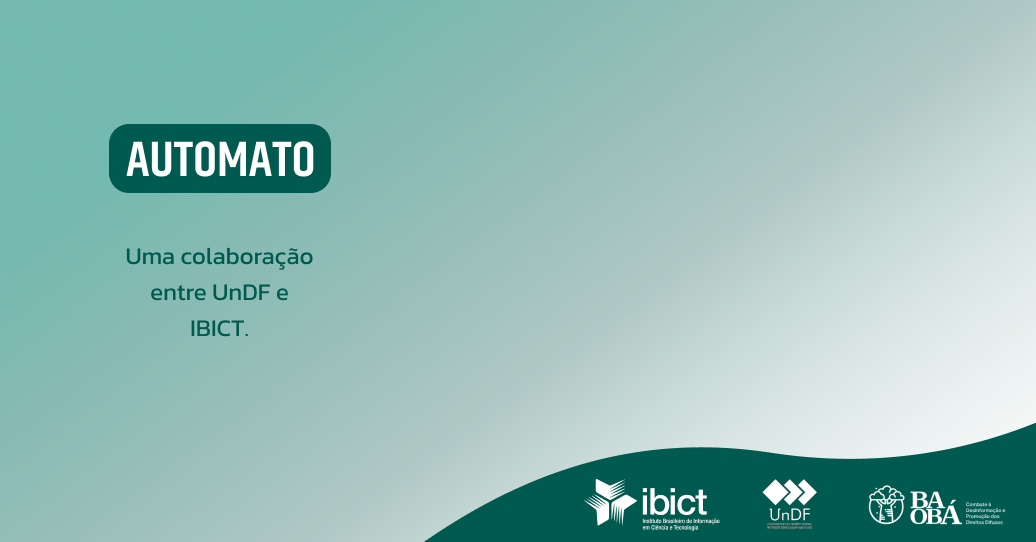 AUTOMATO
Uma colaboração
entre UnDF e
IBICT.
ibict
Instituto Brasileiro de Informação
em Ciência e Tecnologia
UnDF
BA
OBÁ
Combate à
Desinformação e
Promoção dos
Direitos Difusos